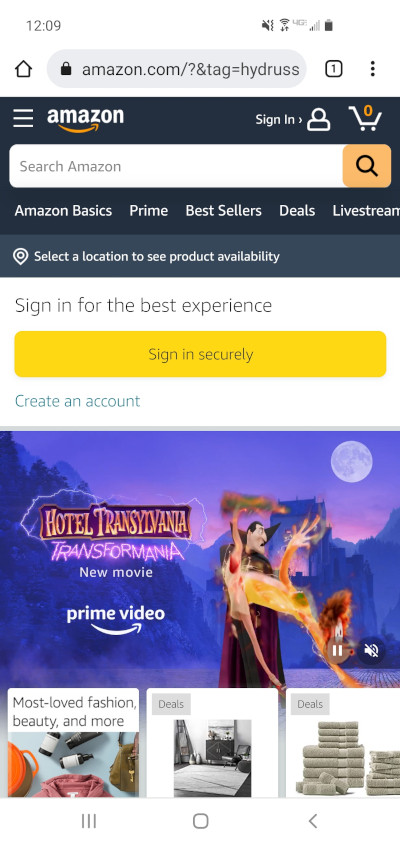 12:09
4G
1
amazon.com/?&tag=hydruss
amazon
Sign In ›
0
Search Amazon
Amazon Basics Prime Best Sellers Deals Livestream
Select a location to see product availability
Sign in for the best experience
Sign in securely
Create an account
HOTEL TRANSYLVANIA
TRANSFORMANIA
New movie
prime video
Most-loved fashion,
beauty, and more
Deals
Deals